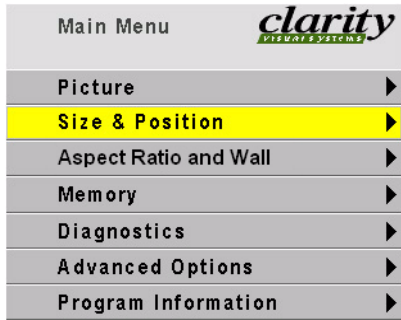 Main Menu
clarity
VISUAL SYSTEMS
Picture
Size & Position
Aspect Ratio and Wall
Memory
Diagnostics
Advanced Options
Program Information